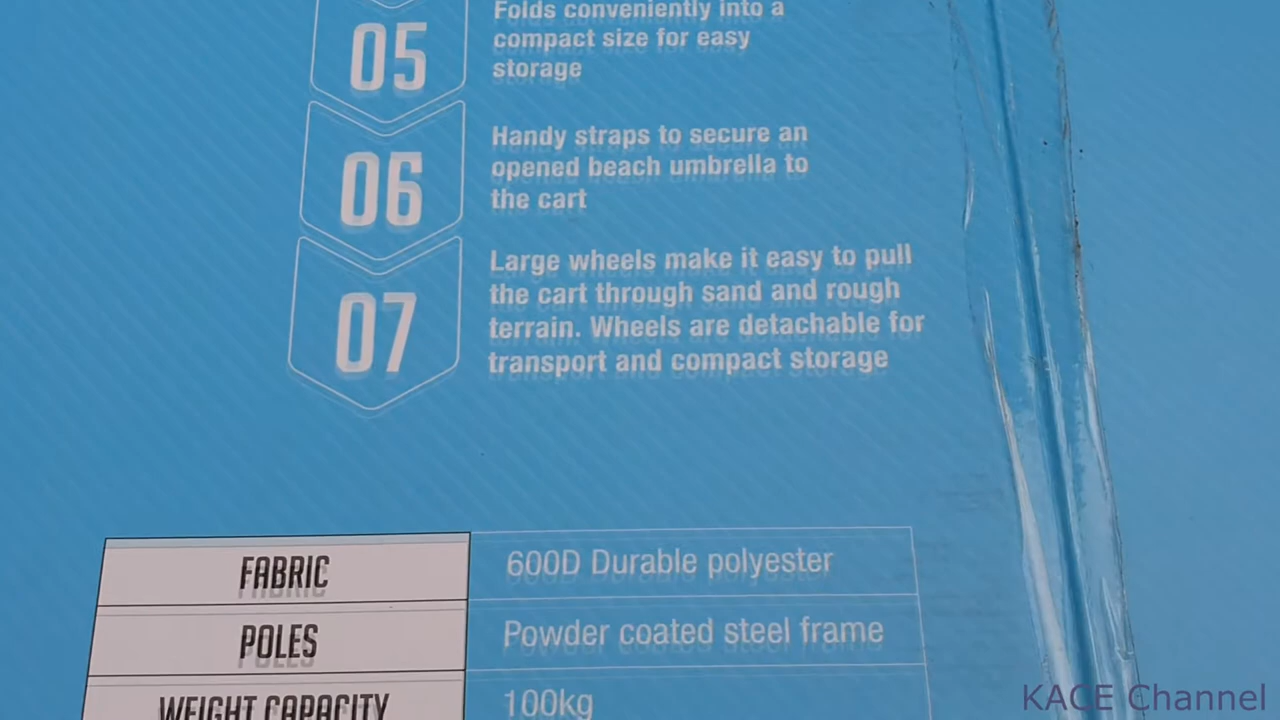 05
Folds conveniently into a
compact size for easy
storage
06
Handy straps to secure an
opened beach umbrella to
the cart
07
Large wheels make it easy to pull
the cart through sand and rough
terrain. Wheels are detachable for
transport and compact storage
FABRIC 600D Durable polyester
POLES Powder coated steel frame
WEIGHT CAPACITY 100kg
KACE Channel